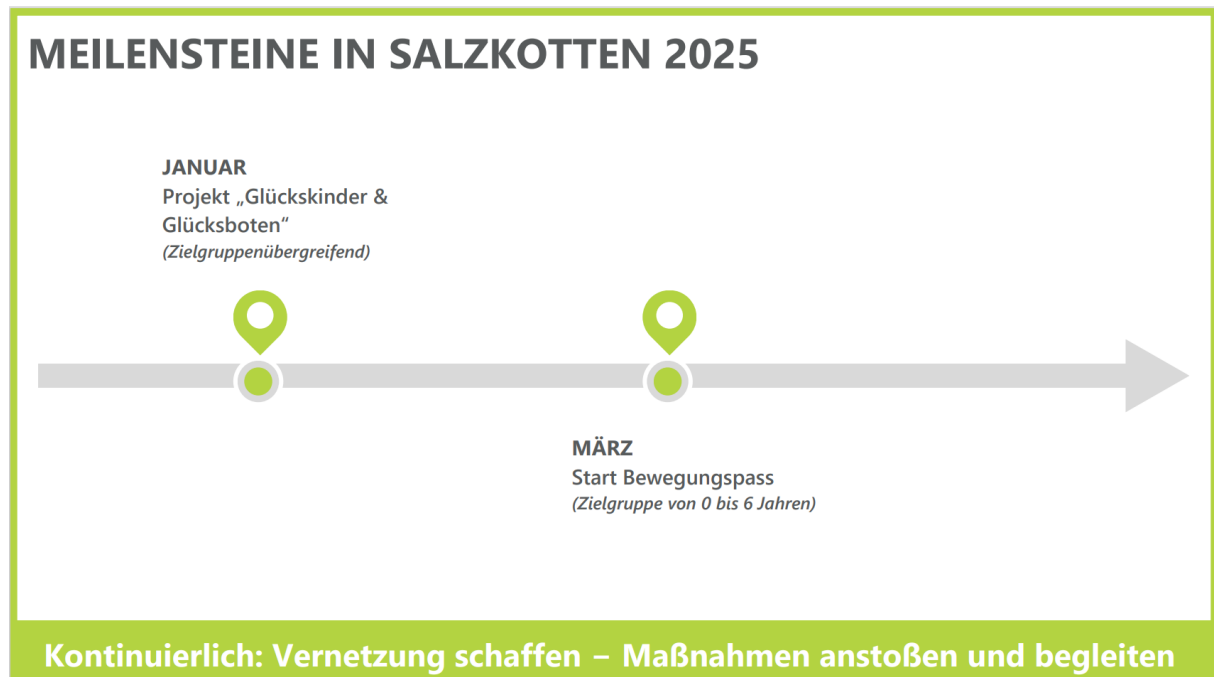 MEILENSTEINE IN SALZKOTTEN 2025
JANUAR
Projekt „Glückskinder &
Glücksboten“
(Zielgruppenübergreifend)
MÄRZ
Start Bewegungspass
(Zielgruppe von 0 bis 6 Jahren)
Kontinuierlich: Vernetzung schaffen – Maßnahmen anstoßen und begleiten